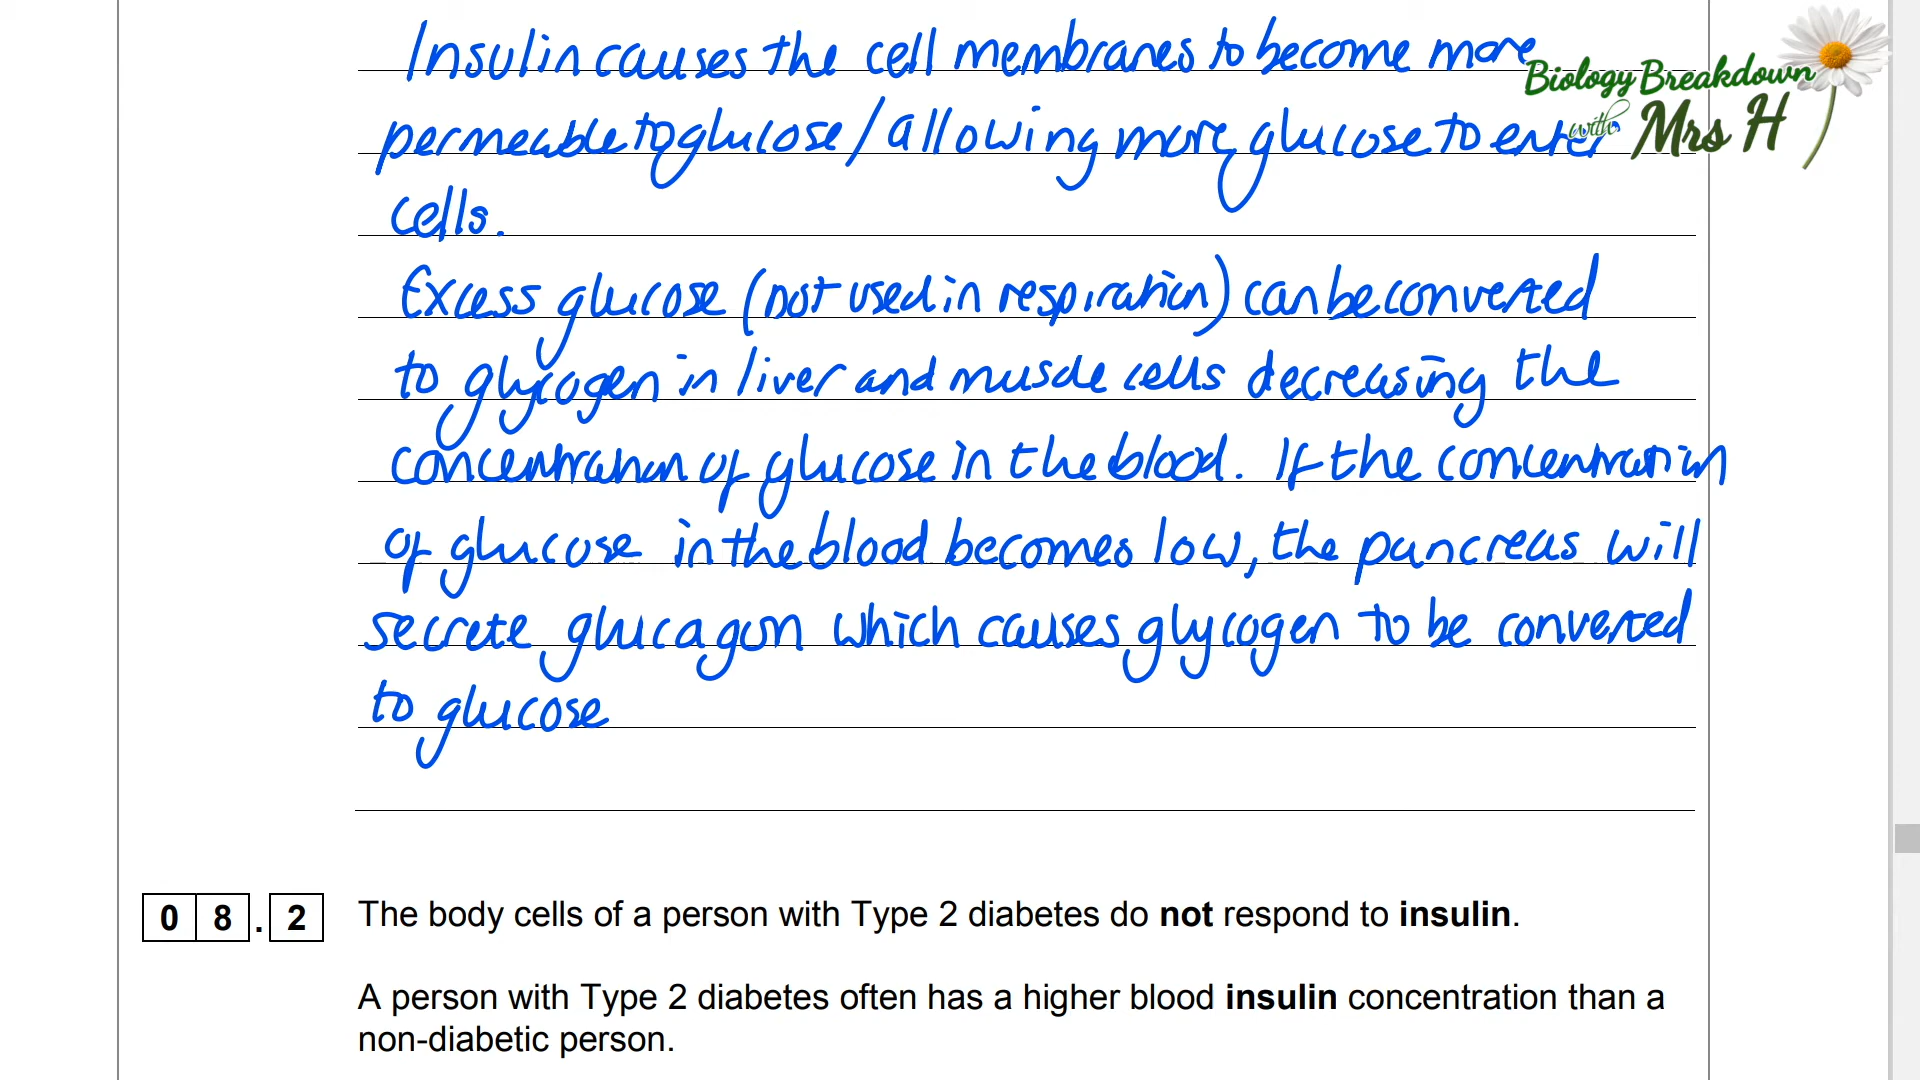 Insulin causes the cell membranes to become more
Biology Breakdown
with Mrs H
permeable to glucose / allowing more glucose to enter
cells.
Excess glucose (not used in respiration) can be converted
to glycogen in liver and muscle cells decreasing the
concentration of glucose in the blood. If the concentration
of glucose in the blood becomes low, the pancreas will
secrete glucagon which causes glycogen to be converted
to glucose
08.2 The body cells of a person with Type 2 diabetes do not respond to insulin.
A person with Type 2 diabetes often has a higher blood insulin concentration than a
non-diabetic person.